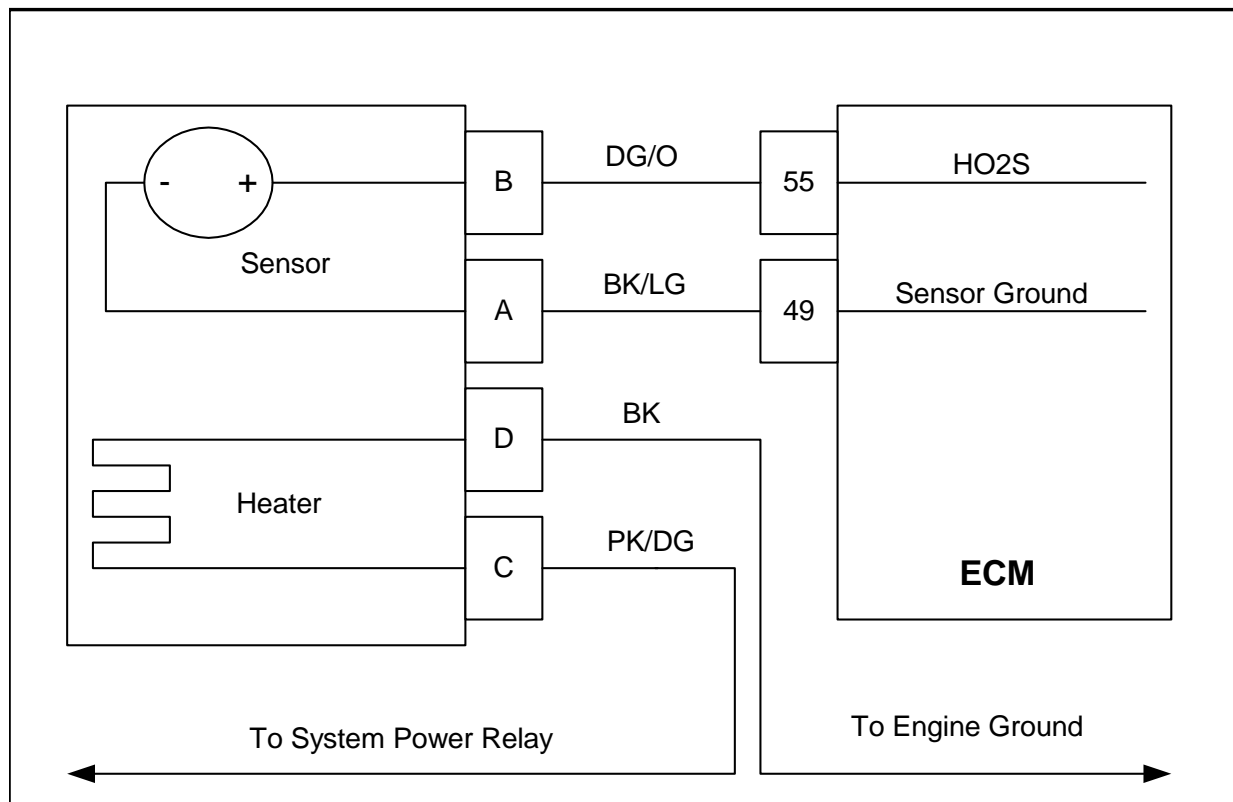 - +
Sensor
B
DG/O
55
HO2S
A
BK/LG
49
Sensor Ground
D
BK
Heater
C
PK/DG
ECM
To System Power Relay
To Engine Ground